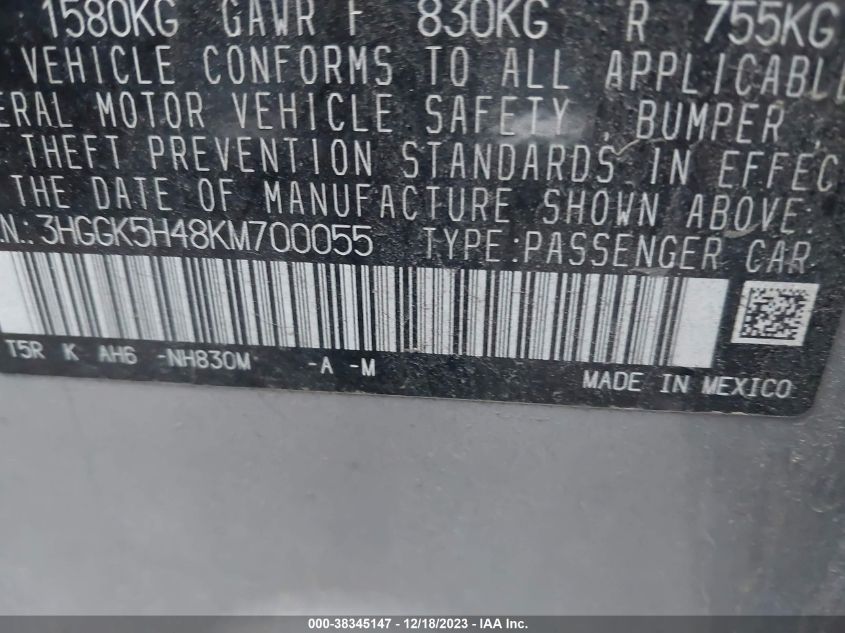 1580KG GAWR F 830KG R 755KG
VEHICLE CONFORMS TO ALL APPLICABLE
ERAL MOTOR VEHICLE SAFETY, BUMPER,
THEFT PREVENTION STANDARDS IN EFFEC
THE DATE OF MANUFACTURE SHOWN ABOVE.
N.: 3HGGK5H48KM700055 TYPE: PASSENGER CAR
T5R K AH6 -NH830M -A -M
MADE IN MEXICO
000-38345147 - 12/18/2023 - IAA Inc.